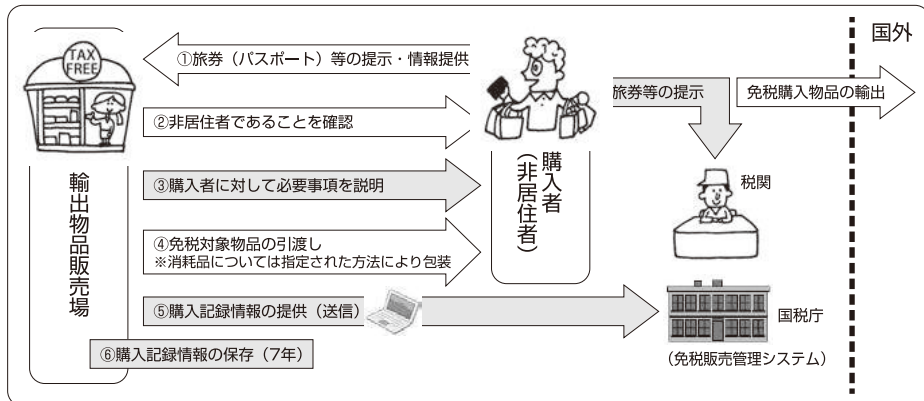 国外
TAX
FREE
①旅券（パスポート）等の提示・情報提供
旅券等の提示
免税購入物品の輸出
②非居住者であることを確認
③購入者に対して必要事項を説明
④免税対象物品の引渡し
※消耗品については指定された方法により包装
⑤購入記録情報の提供（送信）
⑥購入記録情報の保存（7年）
輸出物品販売場
購入者
（非居住者）
税関
国税庁
（免税販売管理システム）